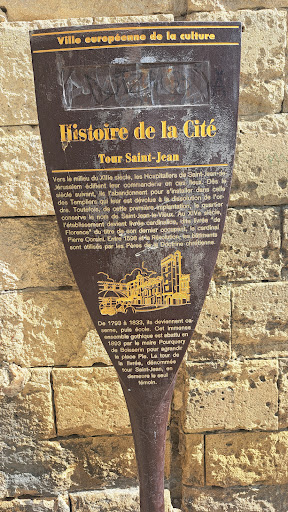 Ville européenne de la culture
Histoire de la Cité
Tour Saint-Jean
Vers le milieu du XIIIe siècle, les Hospitaliers de Saint-Jean-de-
Jérusalem édifient leur commanderie en ces lieux. Dès le
siècle suivant, ils l'abandonnent pour s'installer dans celle
des Templiers qui leur est dévolue à la dissolution de l'or-
dre. Toutefois, de cette première implantation, le quartier
conserve le nom de Saint-Jean-le-Vieux. Au XIVe siècle,
l'établissement devient livrée cardinalice, dite livrée "de
Florence" du titre de son dernier occupant, le cardinal
Pierre Corsini. Entre 1598 et la Révolution, les bâtiments
sont utilisés par les Pères de la Doctrine chrétienne.
De 1793 à 1833, ils deviennent ca-
serne, puis école. Cet immense
ensemble gothique est abattu en
1893 par le maire Pourquery
de Boisserin pour agrandir
la place Pie. La tour de
la livrée, dénommée
tour Saint-Jean, en
demeure le seul
témoin.